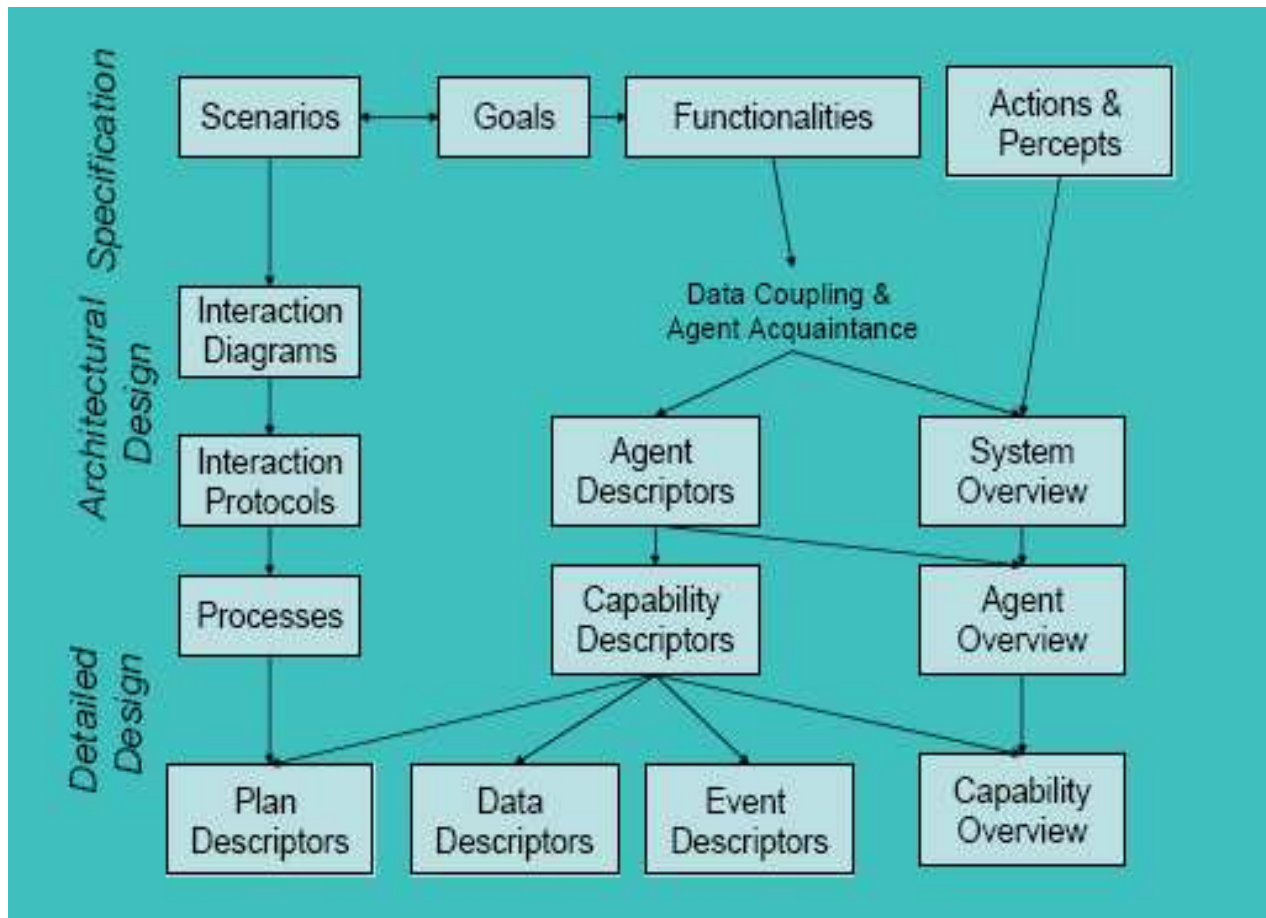 Specification
Scenarios
Goals
Functionalities
Actions &
Percepts
Architectural
Design
Interaction
Diagrams
Data Coupling &
Agent Acquaintance
Interaction
Protocols
Agent
Descriptors
System
Overview
Detailed
Design
Processes
Capability
Descriptors
Agent
Overview
Plan
Descriptors
Data
Descriptors
Event
Descriptors
Capability
Overview